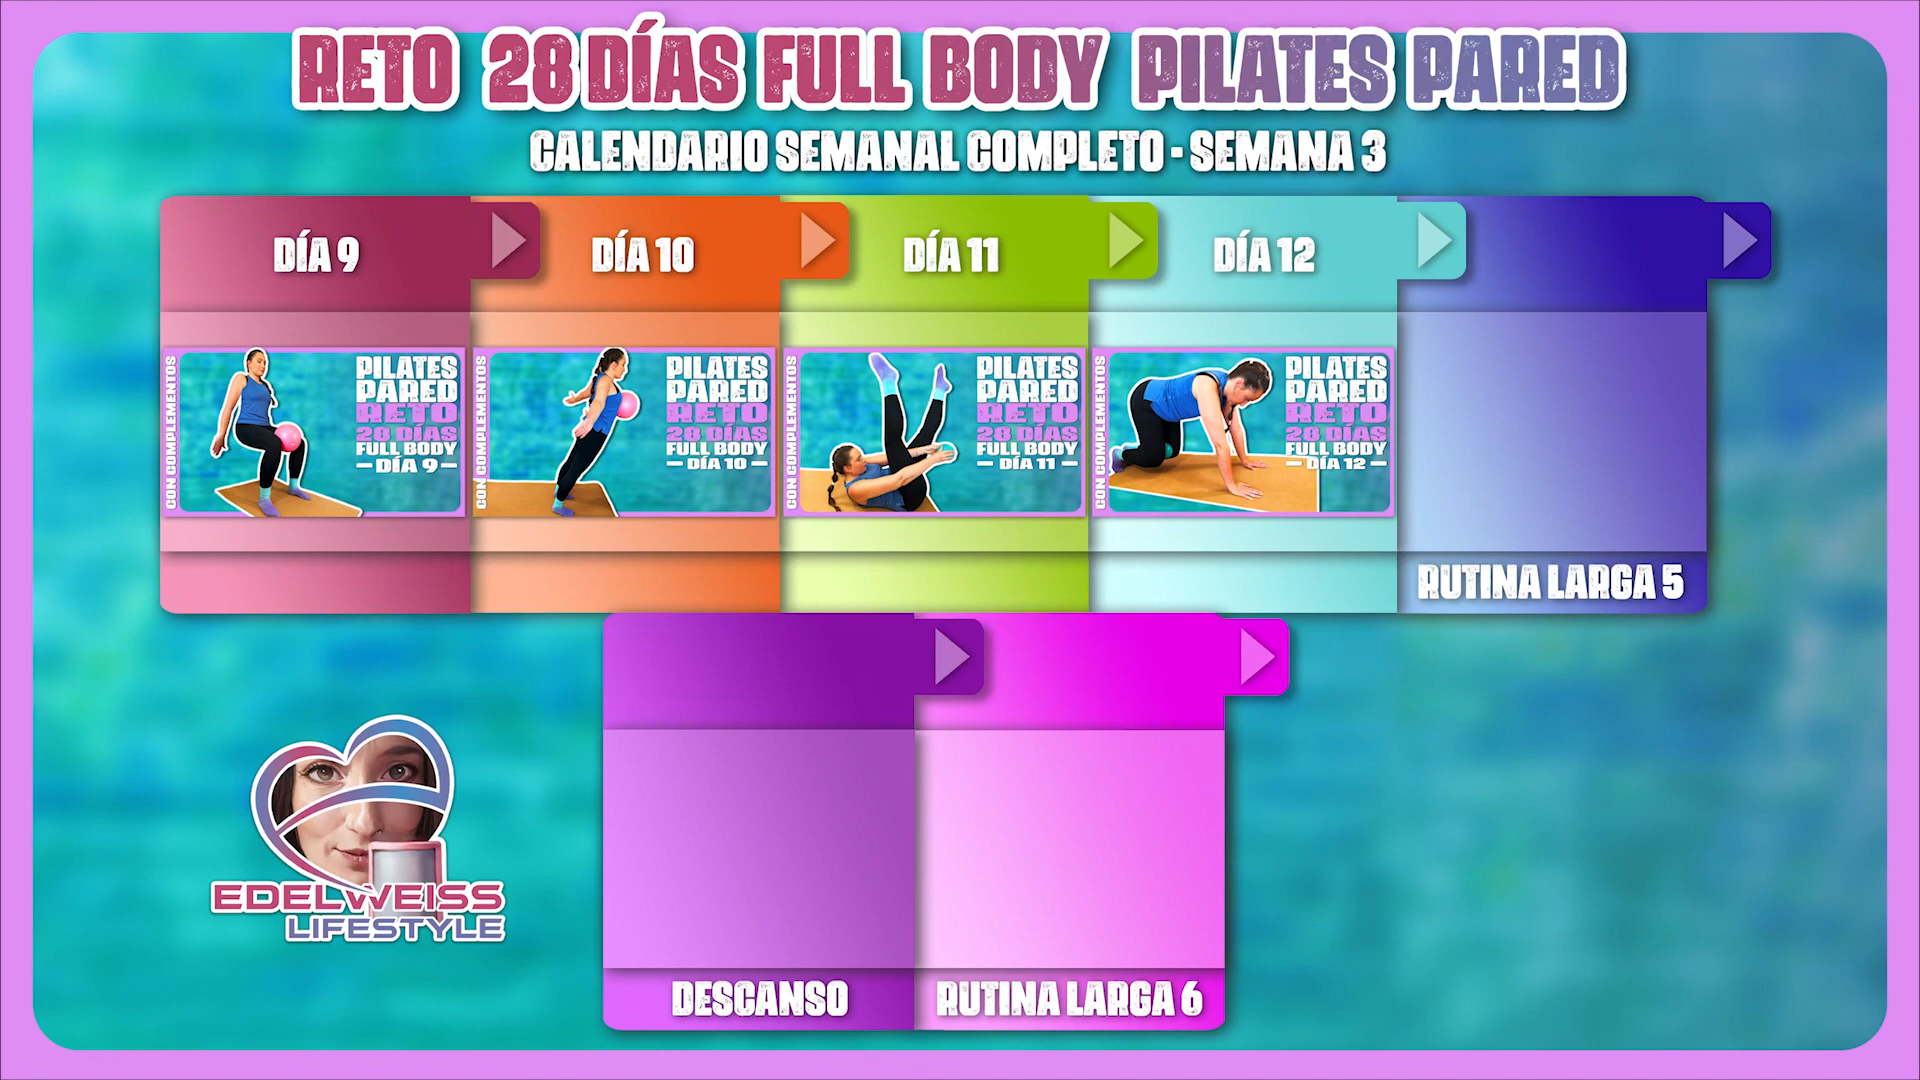 RETO 28 DÍAS FULL BODY PILATES PARED
CALENDARIO SEMANAL COMPLETO - SEMANA 3
DÍA 9
DÍA 10
DÍA 11
DÍA 12
CON COMPLEMENTOS
PILATES
PARED
RETO
28 DÍAS
FULL BODY
- DÍA 9 -
CON COMPLEMENTOS
PILATES
PARED
RETO
28 DÍAS
FULL BODY
- DÍA 10 -
CON COMPLEMENTOS
PILATES
PARED
RETO
28 DÍAS
FULL BODY
- DÍA 11 -
CON COMPLEMENTOS
PILATES
PARED
RETO
28 DÍAS
FULL BODY
- DÍA 12 -
RUTINA LARGA 5
DESCANSO
RUTINA LARGA 6
EDELWEISS
LIFESTYLE